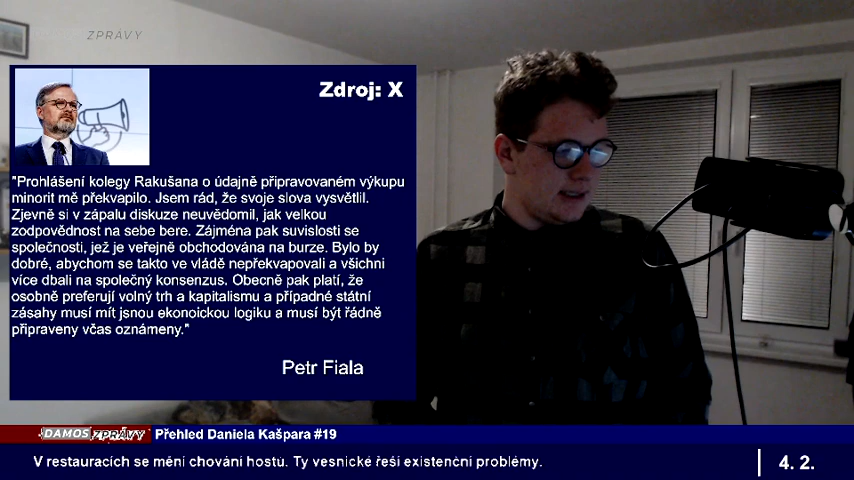 ZPRÁVY
Zdroj: X
"Prohlášení kolegy Rakušana o údajně připravovaném výkupu
minorit mě překvapilo. Jsem rád, že svoje slova vysvětlil.
Zjevně si v zápalu diskuze neuvědomil, jak velkou
zodpovědnost na sebe bere. Zájména pak suvislosti se
společnosti, jež je veřejně obchodována na burze. Bylo by
dobré, abychom se takto ve vládě nepřekvapovali a všichni
více dbali na společný konsenzus. Obecně pak platí, že
osobně preferují volný trh a kapitalismu a případné státní
zásahy musí mít jsnou ekonoickou logiku a musí být řádně
připraveny včas oznámeny."
Petr Fiala
DAMOS ZPRÁVY Přehled Daniela Kašpara #19
V restauracích se mění chování hostů. Ty vesnické řeší existenční problémy.
4. 2.